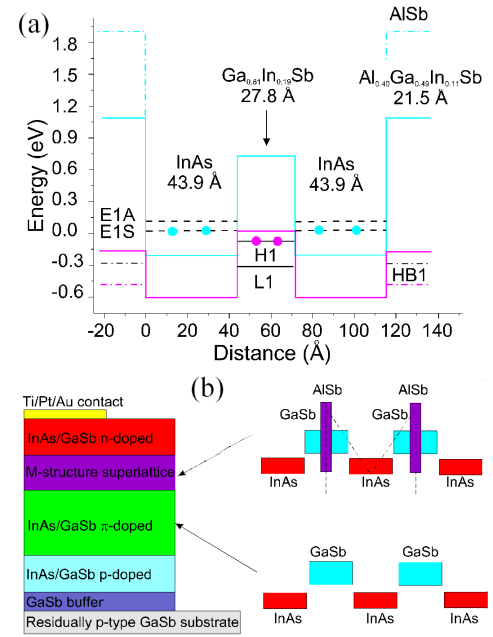 (a)
AlSb
1.8
1.5
1.2
0.9
0.6
0.3
0.0
-0.3
-0.6
Energy (eV)
Ga0.81In0.19Sb
27.8 Å
Al0.40Ga0.49In0.11Sb
21.5 Å
InAs
43.9 Å
InAs
43.9 Å
E1A
E1S
H1
L1
HB1
-20 0 20 40 60 80 100 120 140
Distance (Å)
(b)
Ti/Pt/Au contact
InAs/GaSb n-doped
M-structure superlattice
InAs/GaSb π-doped
InAs/GaSb p-doped
GaSb buffer
Residually p-type GaSb substrate
AlSb AlSb
GaSb GaSb
InAs InAs InAs
GaSb GaSb
InAs InAs InAs